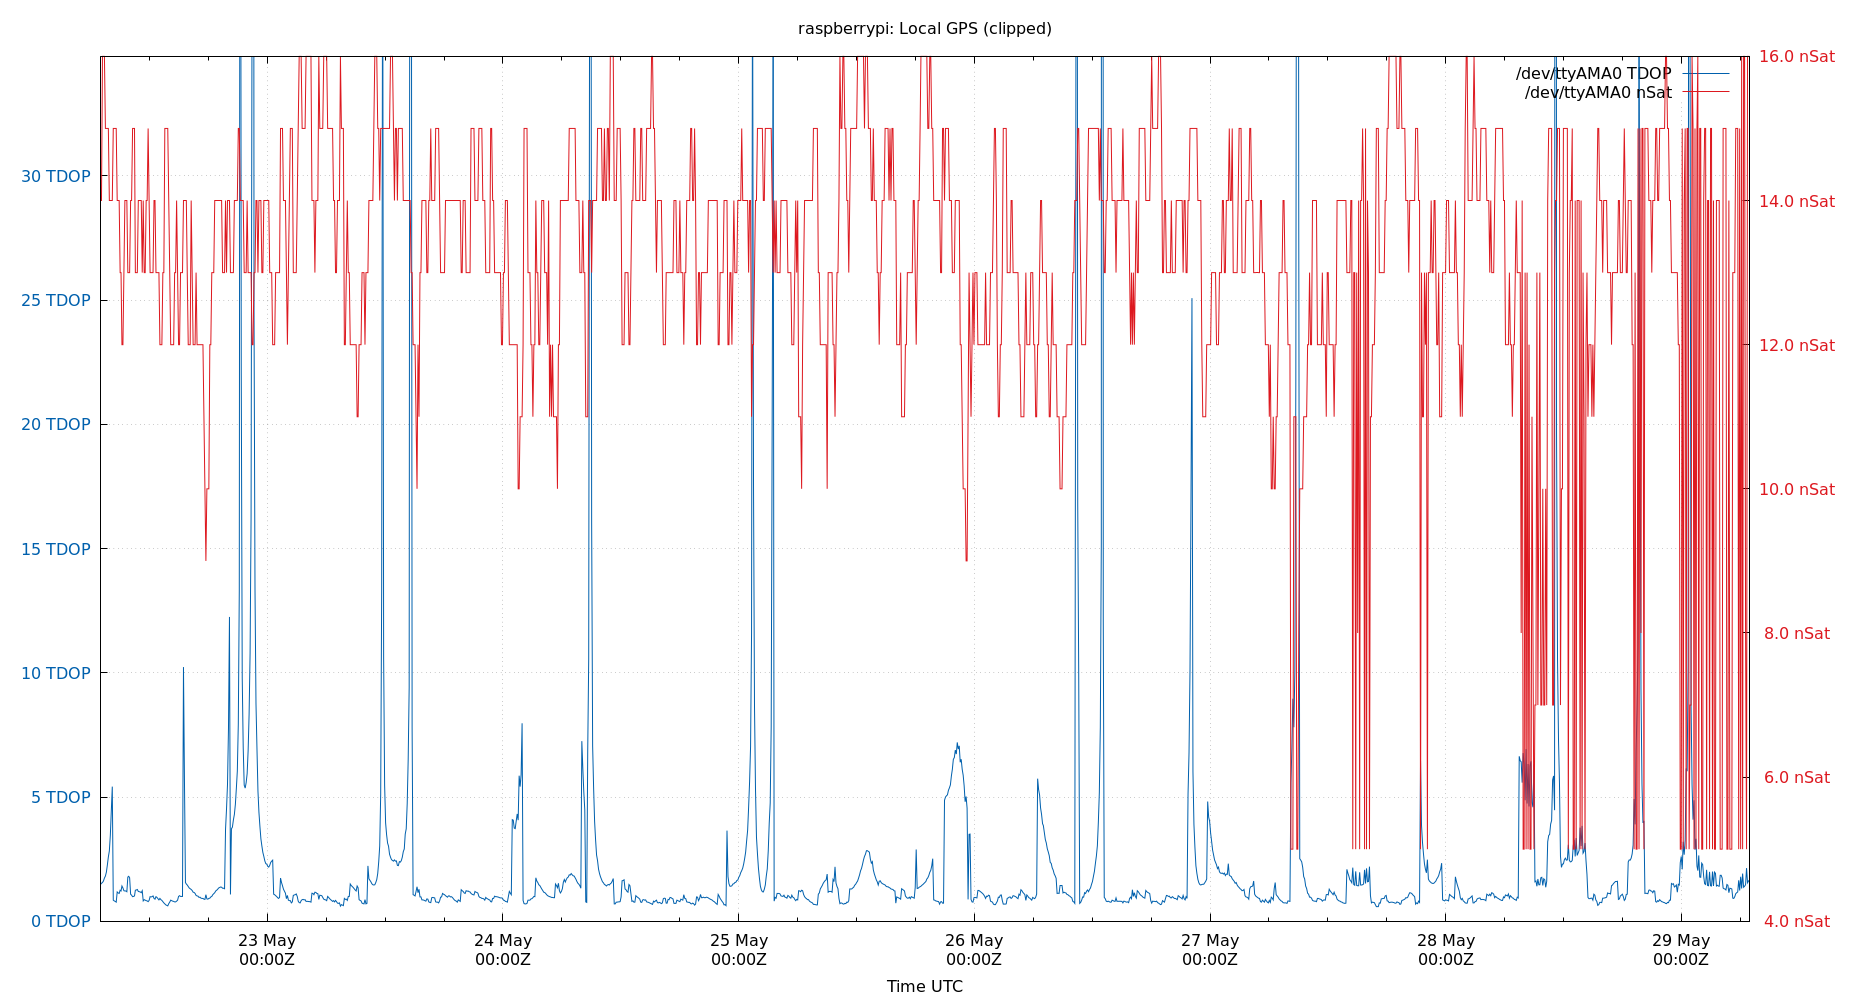 raspberrypi: Local GPS (clipped)
/dev/ttyAMA0 TDOP
/dev/ttyAMA0 nSat
30 TDOP
25 TDOP
20 TDOP
15 TDOP
10 TDOP
5 TDOP
0 TDOP
16.0 nSat
14.0 nSat
12.0 nSat
10.0 nSat
8.0 nSat
6.0 nSat
4.0 nSat
23 May
00:00Z
24 May
00:00Z
25 May
00:00Z
26 May
00:00Z
27 May
00:00Z
28 May
00:00Z
29 May
00:00Z
Time UTC